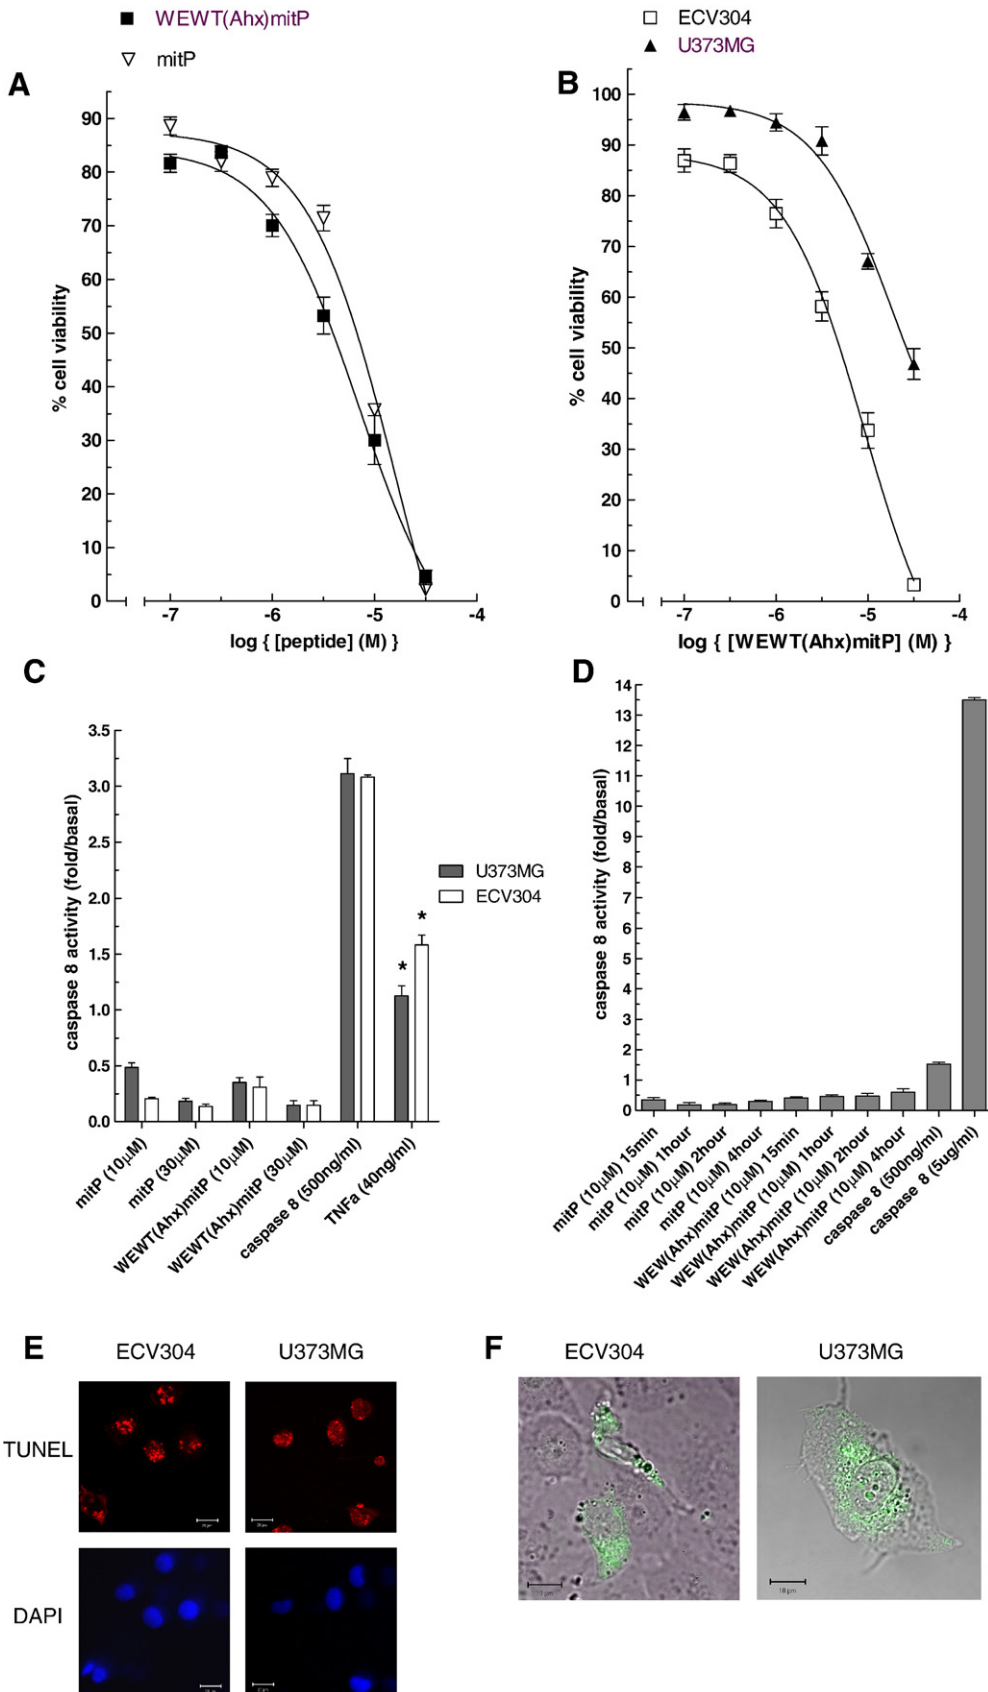 WEWT(Ahx)mitP
mitP
ECV304
U373MG
A
90
80
70
60
50
40
30
20
10
0
% cell viability
-7
-6
-5
-4
log { [peptide] (M) }
B
100
90
80
70
60
50
40
30
20
10
0
% cell viability
-7
-6
-5
-4
log { [WEWT(Ahx)mitP] (M) }
C
3.5
3.0
2.5
2.0
1.5
1.0
0.5
0.0
caspase 8 activity (fold/basal)
U373MG
ECV304
*
*
mitP (10µM)
mitP (30µM)
WEWT(Ahx)mitP (10µM)
WEWT(Ahx)mitP (30µM)
caspase 8 (500ng/ml)
TNFa (40ng/ml)
D
14
13
12
11
10
9
8
7
6
5
4
3
2
1
0
caspase 8 activity (fold/basal)
mitP (10µM) 15min
mitP (10µM) 1hour
mitP (10µM) 2hour
mitP (10µM) 4hour
WEW(Ahx)mitP (10µM) 15min
WEW(Ahx)mitP (10µM) 1hour
WEW(Ahx)mitP (10µM) 2hour
WEW(Ahx)mitP (10µM) 4hour
caspase 8 (500ng/ml)
caspase 8 (5ug/ml)
E
ECV304
U373MG
TUNEL
DAPI
F
ECV304
U373MG
10 µm